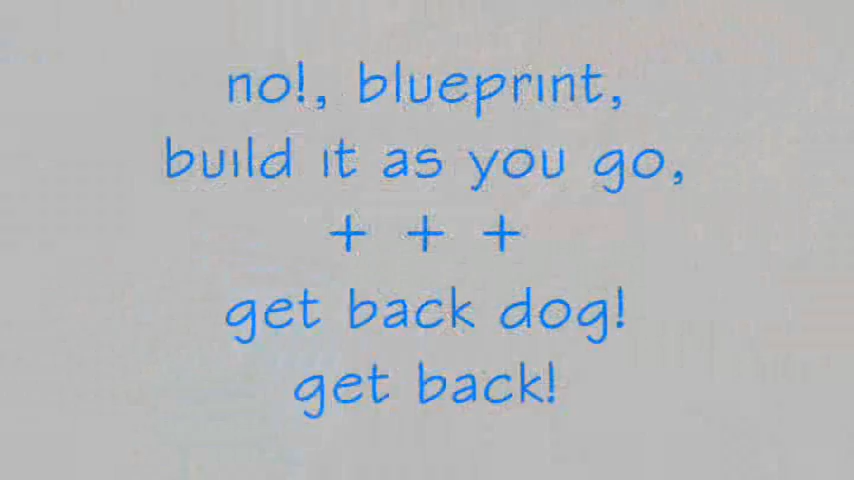 no!, blueprint,
build it as you go,
+ + +
get back dog!
get back!